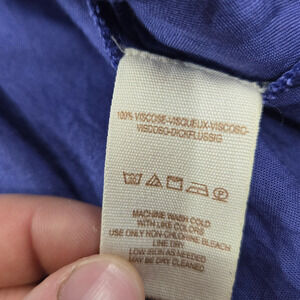 100% VISCOSE-VISQUEUX-VISCOSO-
VISCOSO-DICKFLÜSSIG
MACHINE WASH COLD
WITH LIKE COLORS
USE ONLY NON-CHLORINE BLEACH
LINE DRY
LOW IRON AS NEEDED
MAY BE DRY CLEANED